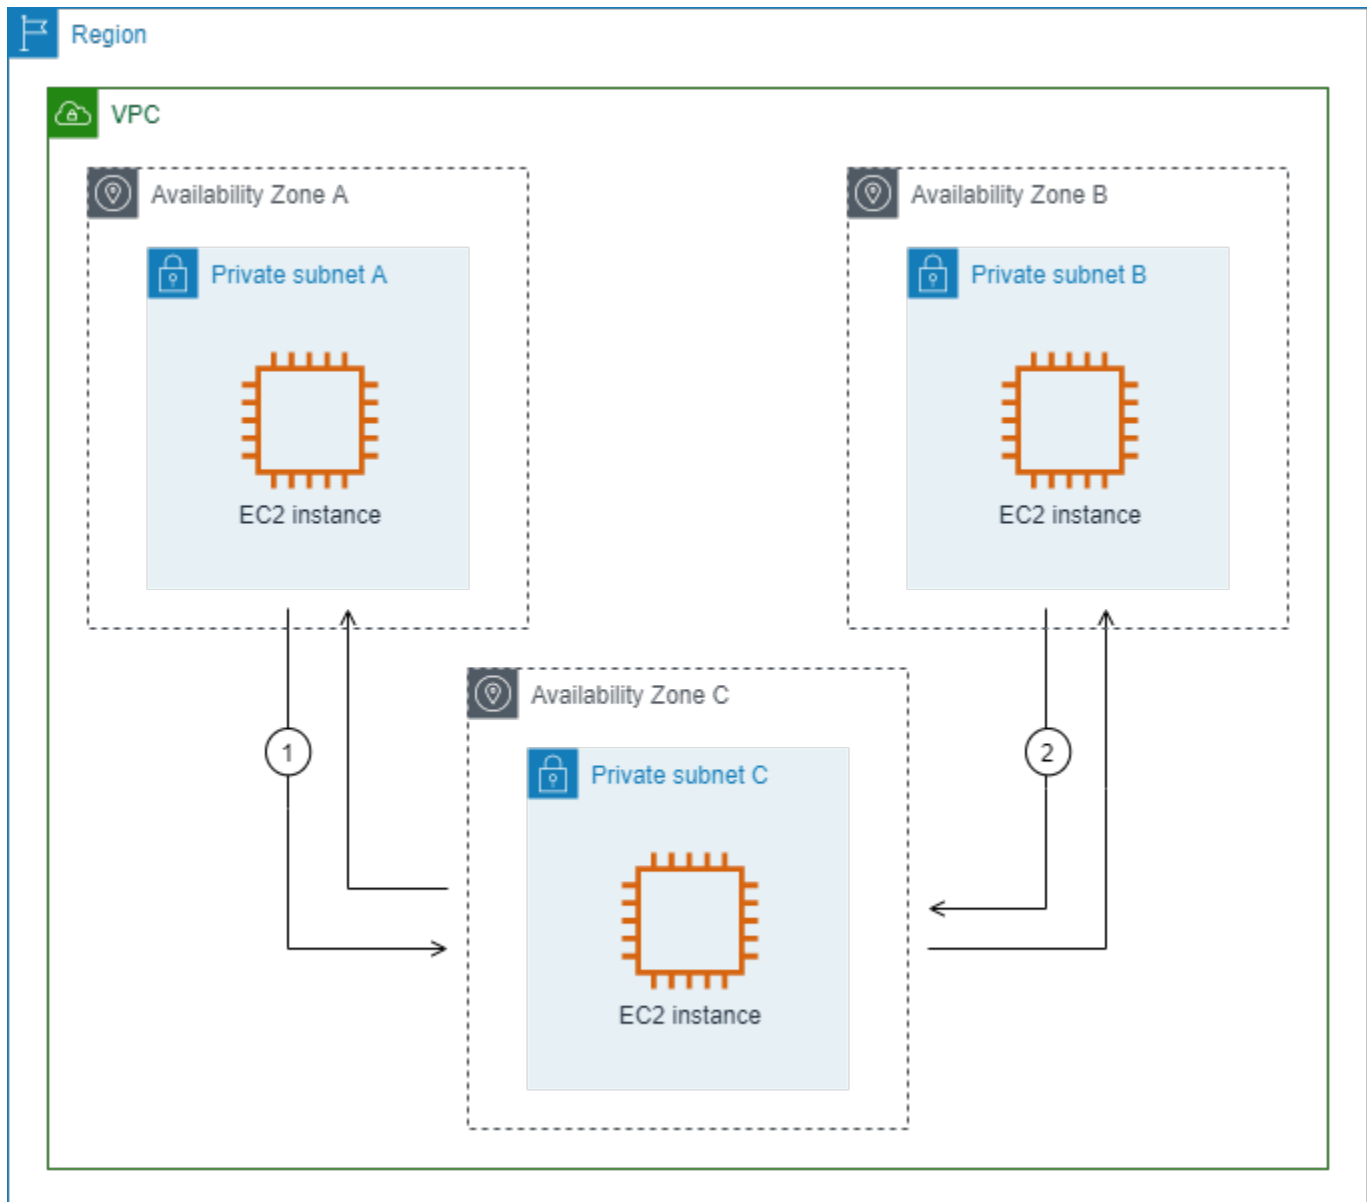 Region
VPC
Availability Zone A
Availability Zone B
Private subnet A
Private subnet B
EC2 instance
EC2 instance
Availability Zone C
1
2
Private subnet C
EC2 instance